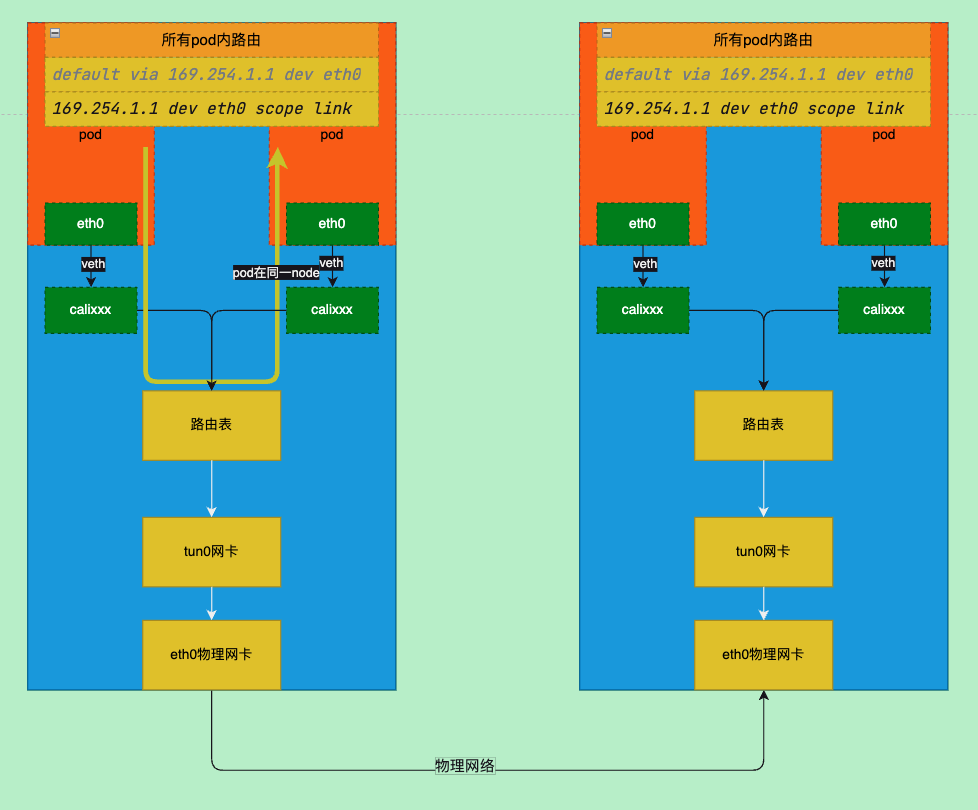 所有pod内路由
default via 169.254.1.1 dev eth0
169.254.1.1 dev eth0 scope link
pod
pod
eth0
eth0
veth
veth
pod在同一node
calixxx
calixxx
路由表
tun0网卡
eth0物理网卡
所有pod内路由
default via 169.254.1.1 dev eth0
169.254.1.1 dev eth0 scope link
pod
pod
eth0
eth0
veth
veth
calixxx
calixxx
路由表
tun0网卡
eth0物理网卡
物理网络